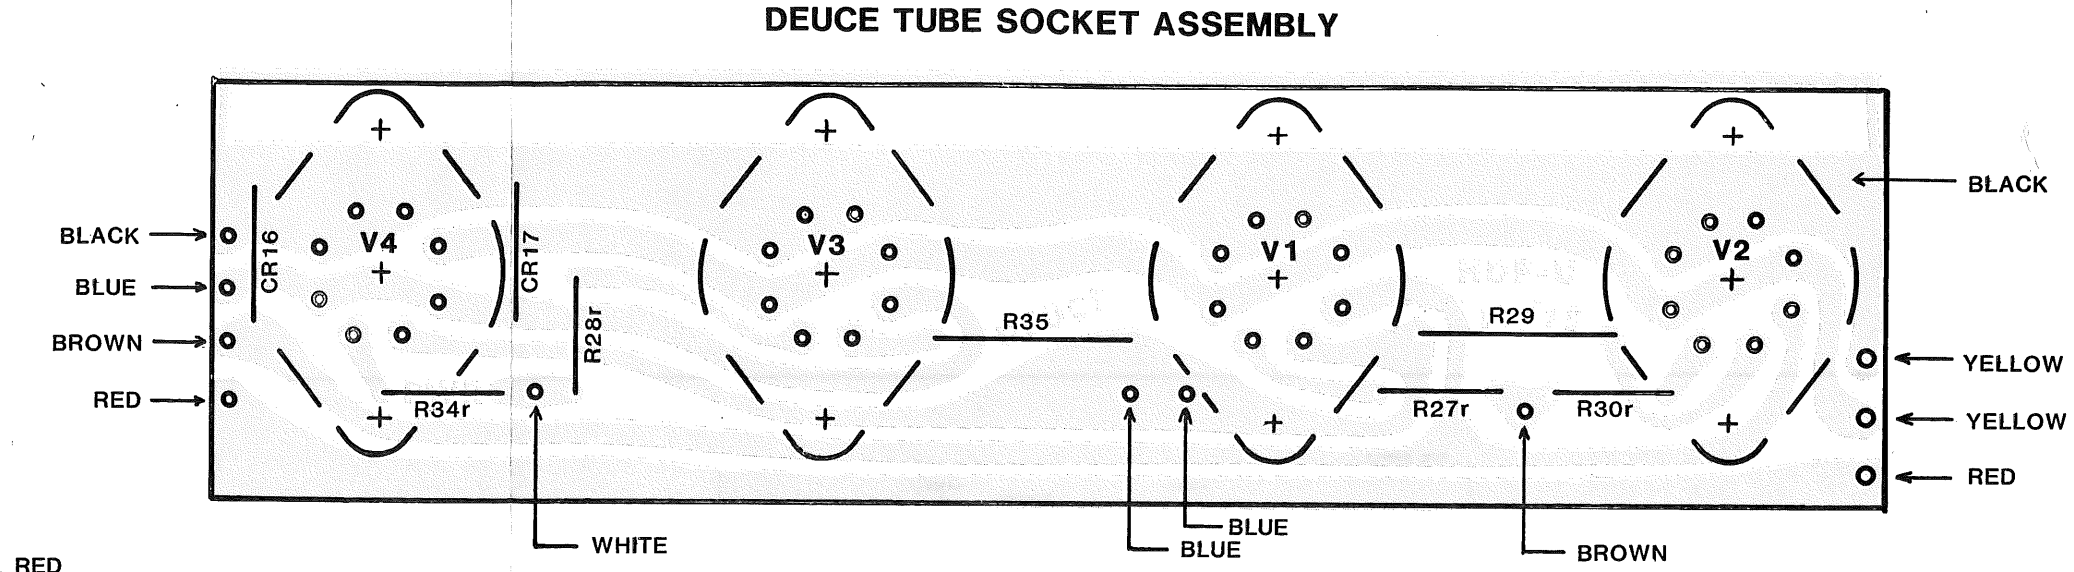 DEUCE TUBE SOCKET ASSEMBLY
BLACK
BLACK
V4
V3
V1
V2
CR16
CR17
BLUE
R28r
R35
R29
BROWN
YELLOW
RED
R34r
R27r
R30r
YELLOW
RED
WHITE
BLUE
BLUE
BROWN
RED